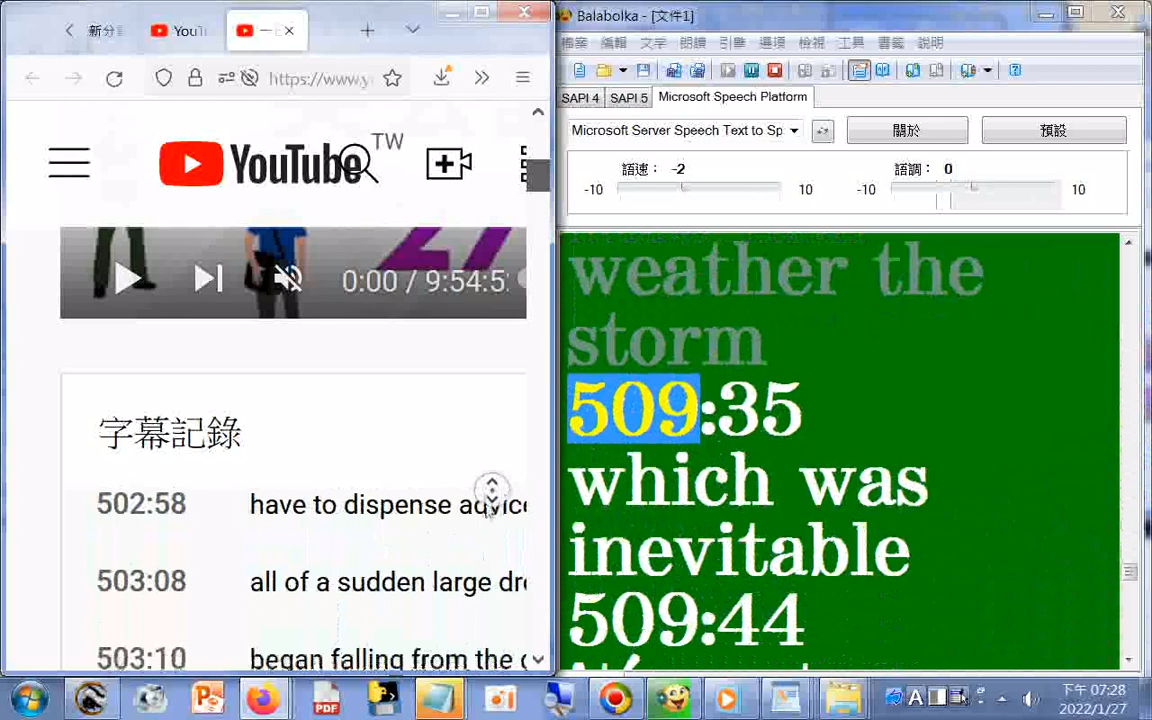 新分
YouT
一
https://www.y
TW
YouTube
27
0:00 / 9:54:5
字幕記錄
502:58 have to dispense advice
503:08 all of a sudden large dr
503:10 began falling from the
Balabolka - [文件1]
檔案 編輯 文字 朗讀 引擎 選項 檢視 工具 書籤 說明
SAPI 4 SAPI 5 Microsoft Speech Platform
Microsoft Server Speech Text to Sp
關於 預設
語速： -2 語調： 0
-10 10 -10 10
weather the
storm
509:35
which was
inevitable
509:44
PDF
A
下午 07:28
2022/1/27